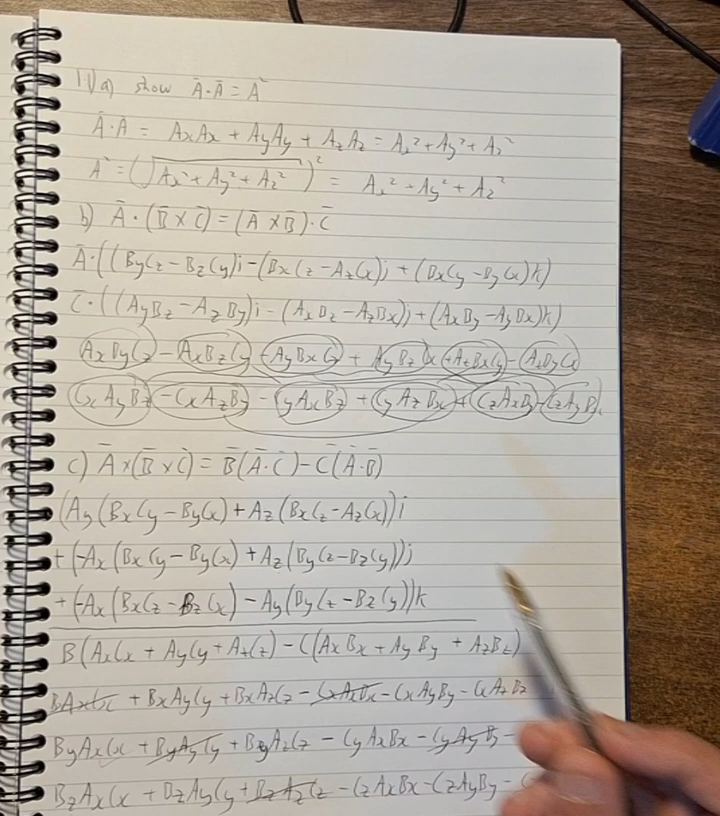 11) a) show Ā·Ā = A²
Ā·A = AxAx + AyAy + AzAz = Ax² + Ay² + Az²
A² = (√(Ax² + Ay² + Az²))² = Ax² + Ay² + Az²
b) Ā·(B̄ × C̄) = (Ā × B̄)·C̄
Ā·((ByCz − BzCy)i − (BxCz − AzCx)j + (BxCy − ByCx)k)
C̄·((AyBz − AzBy)i − (AxBz − AzBx)j + (AxBy − AyBx)k)
AxByCz − AxBzCy − AyBxCz + AyBzCx + AzBxCy − AzByCx
CxAyBz − CxAzBy − CyAxBz + CyAzBx + CzAxBy − CzAyB
c) Ā × (B̄ × C̄) = B̄(Ā·C̄) − C̄(Ā·B̄)
(Ay(BxCy − ByCx) + Az(BxCz − AzCx))i
+ (−Ax(BxCy − ByCx) + Az(ByCz − BzCy))j
+ (−Ax(BxCz − BzCx) − Ay(ByCz − BzCy))k
B(AxCx + AyCy + AzCz) − C(AxBx + AyBy + AzBz)
BAxCx + BxAyCy + BxAzCz − CxAxBx − CxAyBy − CxAzBz
ByAxCx + ByAyCy + ByAzCz − CyAxBx − CyAyBy −
BzAxCx + BzAyCy + BzAzCz − CzAxBx − CzAyBy −